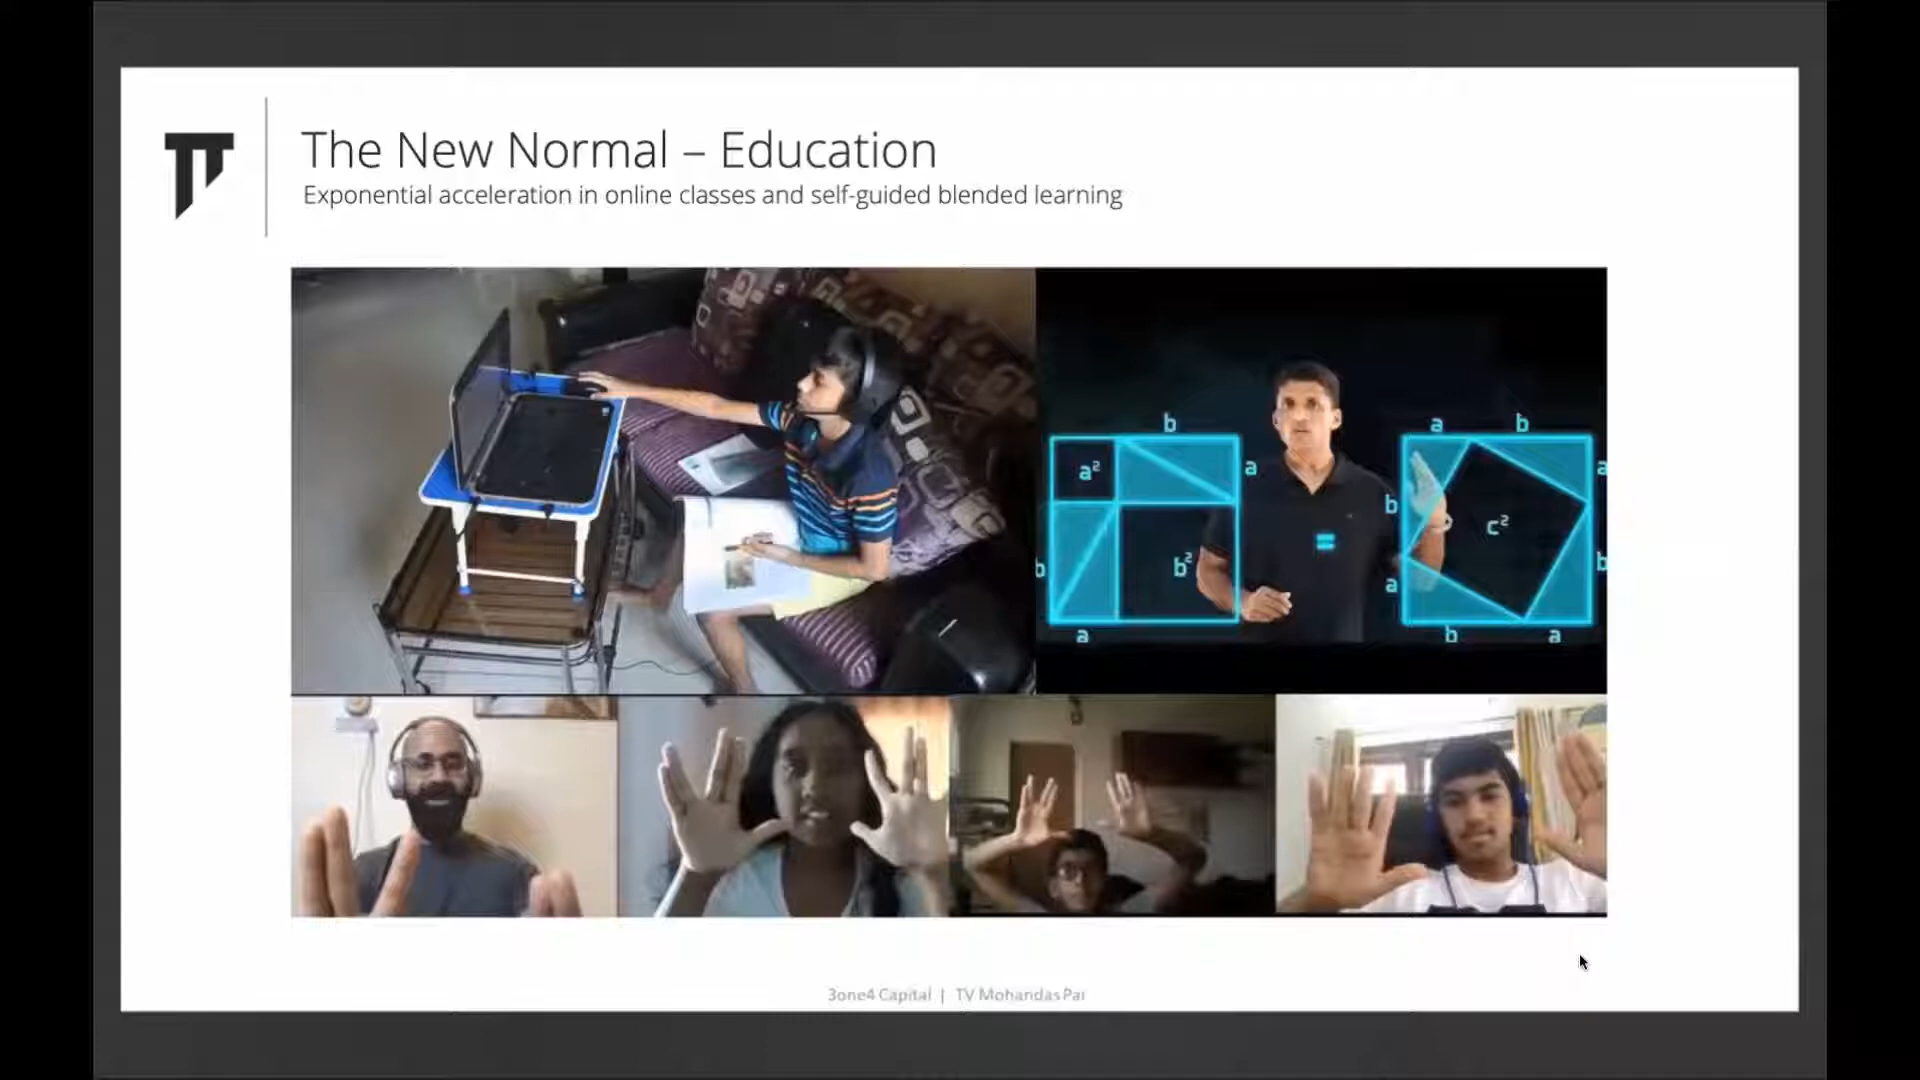 The New Normal – Education
Exponential acceleration in online classes and self-guided blended learning
b
a b
a²
a
a
b
c²
=
b
b²
b
a
a
b a
3one4 Capital | TV Mohandas Pai